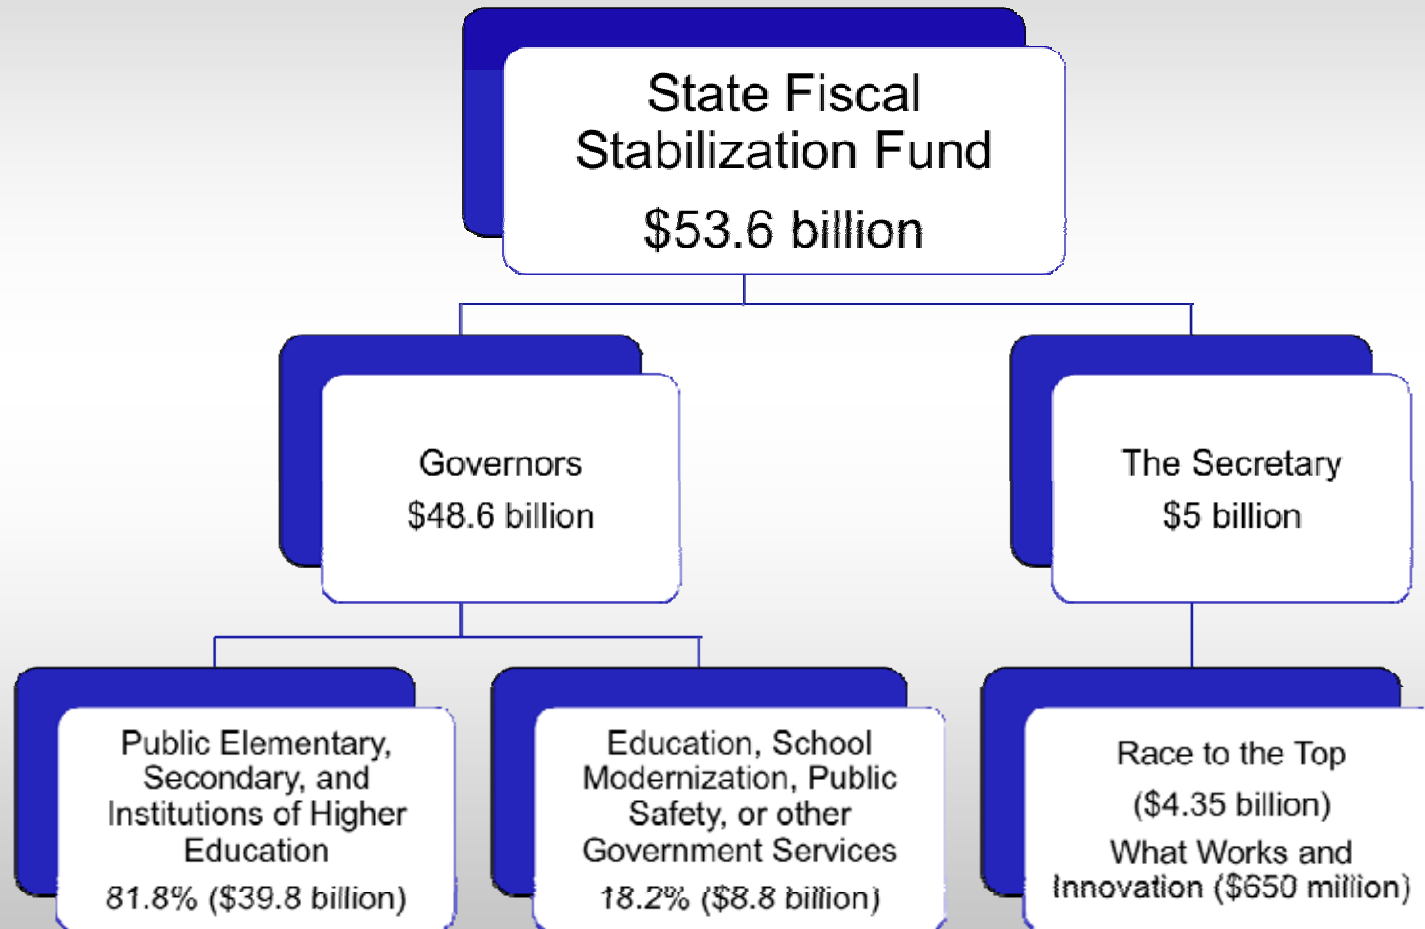 State Fiscal
Stabilization Fund
$53.6 billion
Governors
$48.6 billion
The Secretary
$5 billion
Public Elementary,
Secondary, and
Institutions of Higher
Education
81.8% ($39.8 billion)
Education, School
Modernization, Public
Safety, or other
Government Services
18.2% ($8.8 billion)
Race to the Top
($4.35 billion)
What Works and
Innovation ($650 million)